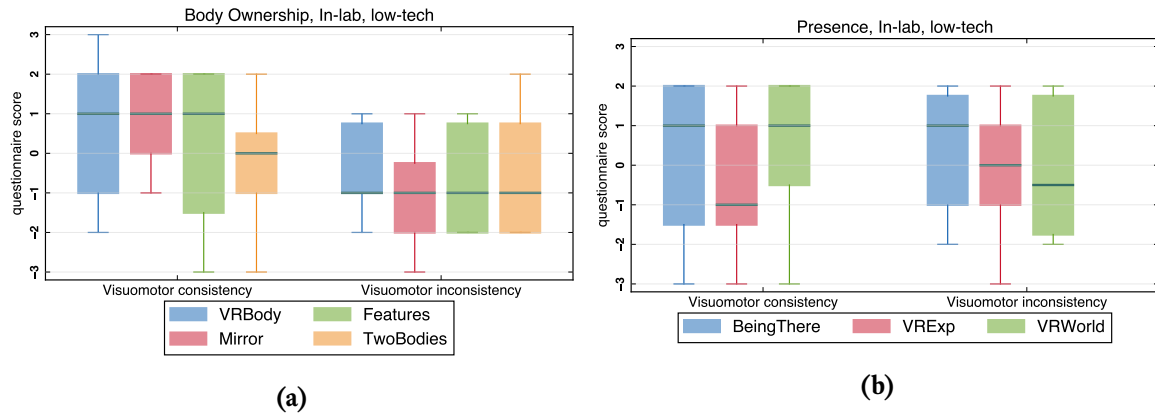 Body Ownership, In-lab, low-tech
questionnaire score
3
2
1
0
−1
−2
−3
Visuomotor consistency
Visuomotor inconsistency
VRBody
Features
Mirror
TwoBodies
(a)
Presence, In-lab, low-tech
questionnaire score
3
2
1
0
−1
−2
−3
Visuomotor consistency
Visuomotor inconsistency
BeingThere
VRExp
VRWorld
(b)